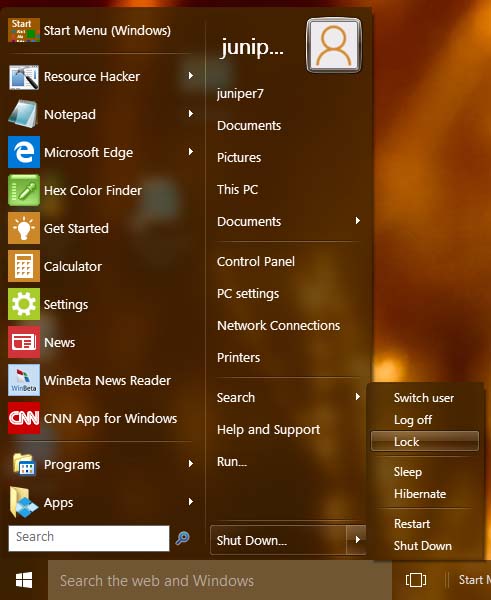 Start Menu (Windows)
Resource Hacker
Notepad
Microsoft Edge
Hex Color Finder
Get Started
Calculator
Settings
News
WinBeta
WinBeta News Reader
CNN
CNN App for Windows
Programs
Apps
Search
junip...
juniper7
Documents
Pictures
This PC
Documents
Control Panel
PC settings
Network Connections
Printers
Search
Help and Support
Run...
Shut Down...
Switch user
Log off
Lock
Sleep
Hibernate
Restart
Shut Down
Search the web and Windows
Start M